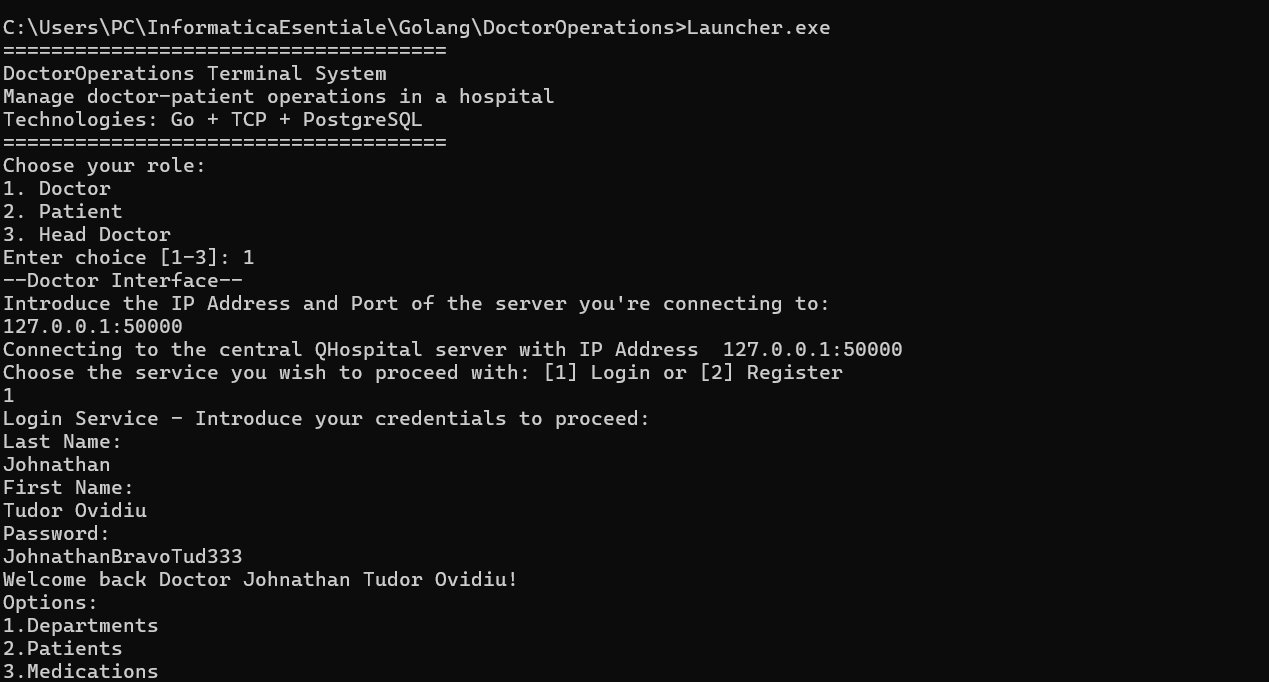 C:\Users\PC\InformaticaEsentiale\Golang\DoctorOperations>Launcher.exe
=====================================
DoctorOperations Terminal System
Manage doctor-patient operations in a hospital
Technologies: Go + TCP + PostgreSQL
=====================================
Choose your role:
1. Doctor
2. Patient
3. Head Doctor
Enter choice [1-3]: 1
--Doctor Interface--
Introduce the IP Address and Port of the server you're connecting to:
127.0.0.1:50000
Connecting to the central QHospital server with IP Address  127.0.0.1:50000
Choose the service you wish to proceed with: [1] Login or [2] Register
1
Login Service - Introduce your credentials to proceed:
Last Name:
Johnathan
First Name:
Tudor Ovidiu
Password:
JohnathanBravoTud333
Welcome back Doctor Johnathan Tudor Ovidiu!
Options:
1.Departments
2.Patients
3.Medications